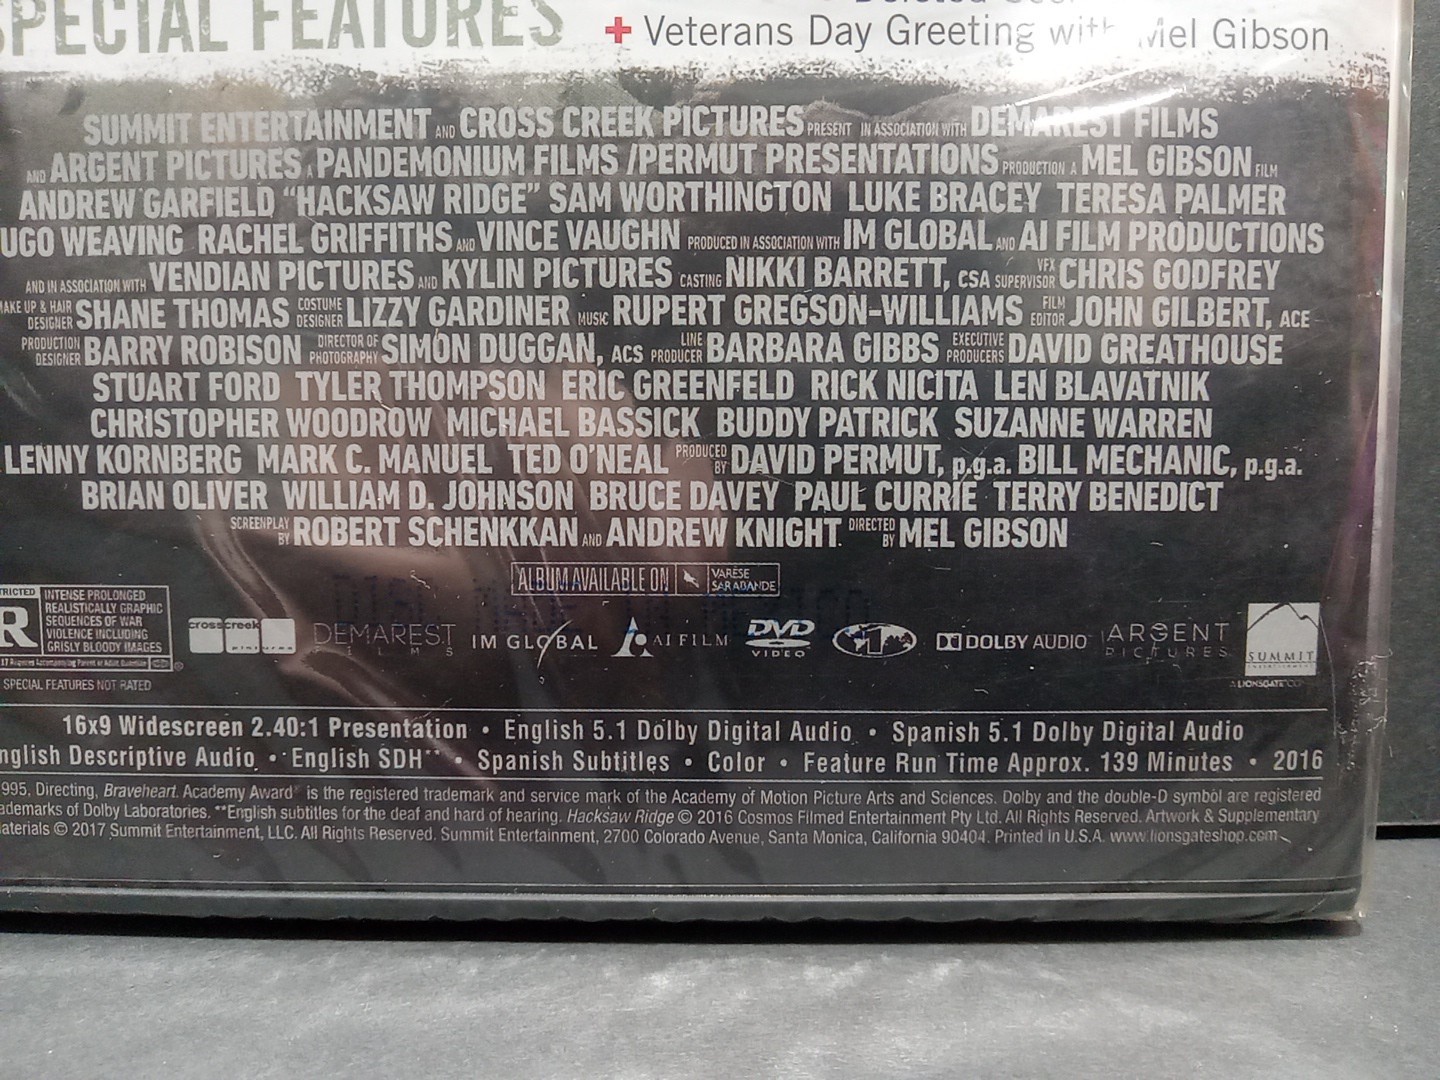 SPECIAL FEATURES
+ Veterans Day Greeting with Mel Gibson
SUMMIT ENTERTAINMENT AND CROSS CREEK PICTURES PRESENT IN ASSOCIATION WITH DEMAREST FILMS
AND ARGENT PICTURES A PANDEMONIUM FILMS /PERMUT PRESENTATIONS PRODUCTION A MEL GIBSON FILM
ANDREW GARFIELD "HACKSAW RIDGE" SAM WORTHINGTON LUKE BRACEY TERESA PALMER
UGO WEAVING RACHEL GRIFFITHS AND VINCE VAUGHN PRODUCED IN ASSOCIATION WITH IM GLOBAL AND AI FILM PRODUCTIONS
AND IN ASSOCIATION WITH VENDIAN PICTURES AND KYLIN PICTURES CASTING NIKKI BARRETT, CSA VFX SUPERVISOR CHRIS GODFREY
MAKE UP & HAIR DESIGNER SHANE THOMAS COSTUME DESIGNER LIZZY GARDINER MUSIC RUPERT GREGSON-WILLIAMS FILM EDITOR JOHN GILBERT, ACE
PRODUCTION DESIGNER BARRY ROBISON DIRECTOR OF PHOTOGRAPHY SIMON DUGGAN, ACS LINE PRODUCER BARBARA GIBBS EXECUTIVE PRODUCERS DAVID GREATHOUSE
STUART FORD TYLER THOMPSON ERIC GREENFELD RICK NICITA LEN BLAVATNIK
CHRISTOPHER WOODROW MICHAEL BASSICK BUDDY PATRICK SUZANNE WARREN
LENNY KORNBERG MARK C. MANUEL TED O'NEAL PRODUCED BY DAVID PERMUT, p.g.a. BILL MECHANIC, p.g.a.
BRIAN OLIVER WILLIAM D. JOHNSON BRUCE DAVEY PAUL CURRIE TERRY BENEDICT
SCREENPLAY BY ROBERT SCHENKKAN AND ANDREW KNIGHT DIRECTED BY MEL GIBSON
ALBUM AVAILABLE ON VARÈSE SARABANDE
R
INTENSE PROLONGED
REALISTICALLY GRAPHIC
SEQUENCES OF WAR
VIOLENCE INCLUDING
GRISLY BLOODY IMAGES
SPECIAL FEATURES NOT RATED
crosscreek pictures
DEMAREST FILMS
IM GLOBAL
AI FILM
DVD VIDEO
1
DOLBY AUDIO
ARGENT PICTURES
SUMMIT
16x9 Widescreen 2.40:1 Presentation • English 5.1 Dolby Digital Audio • Spanish 5.1 Dolby Digital Audio
nglish Descriptive Audio • English SDH** • Spanish Subtitles • Color • Feature Run Time Approx. 139 Minutes • 2016
995, Directing, Braveheart. Academy Award® is the registered trademark and service mark of the Academy of Motion Picture Arts and Sciences. Dolby and the double-D symbol are registered
ademarks of Dolby Laboratories. **English subtitles for the deaf and hard of hearing. Hacksaw Ridge © 2016 Cosmos Filmed Entertainment Pty Ltd. All Rights Reserved. Artwork & Supplementary
aterials © 2017 Summit Entertainment, LLC. All Rights Reserved. Summit Entertainment, 2700 Colorado Avenue, Santa Monica, California 90404. Printed in U.S.A. www.lionsgateshop.com